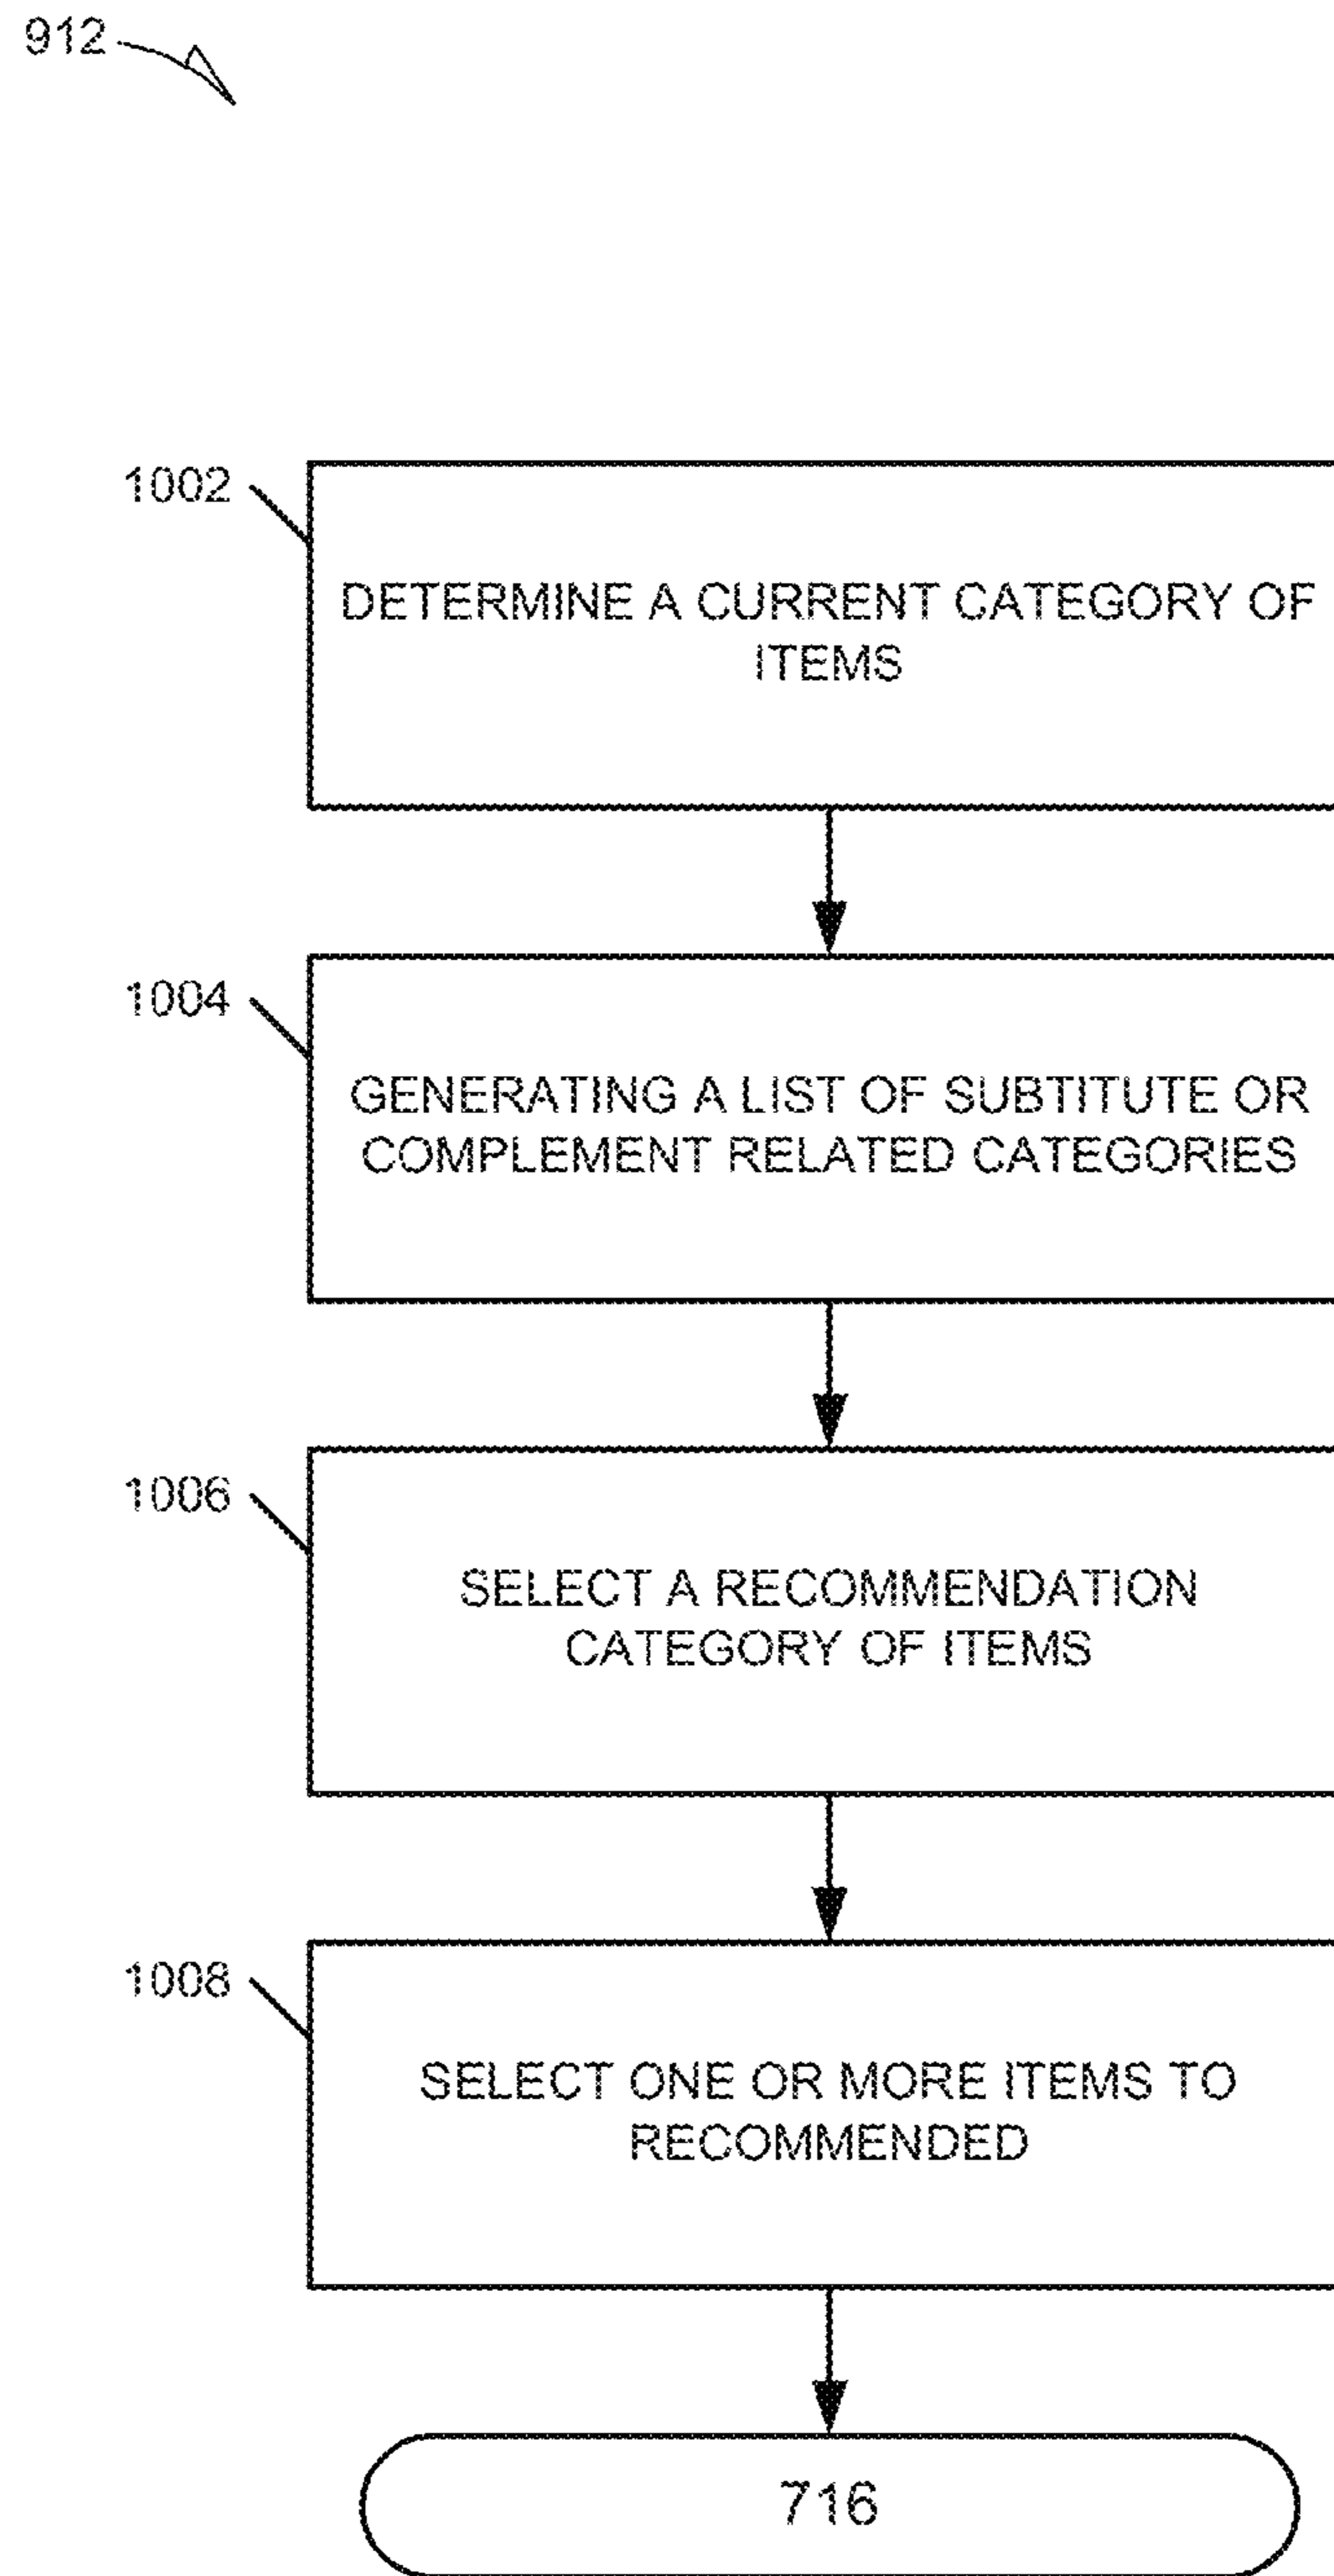 912
1002
DETERMINE A CURRENT CATEGORY OF
ITEMS
1004
GENERATING A LIST OF SUBTITUTE OR
COMPLEMENT RELATED CATEGORIES
1006
SELECT A RECOMMENDATION
CATEGORY OF ITEMS
1008
SELECT ONE OR MORE ITEMS TO
RECOMMENDED
716